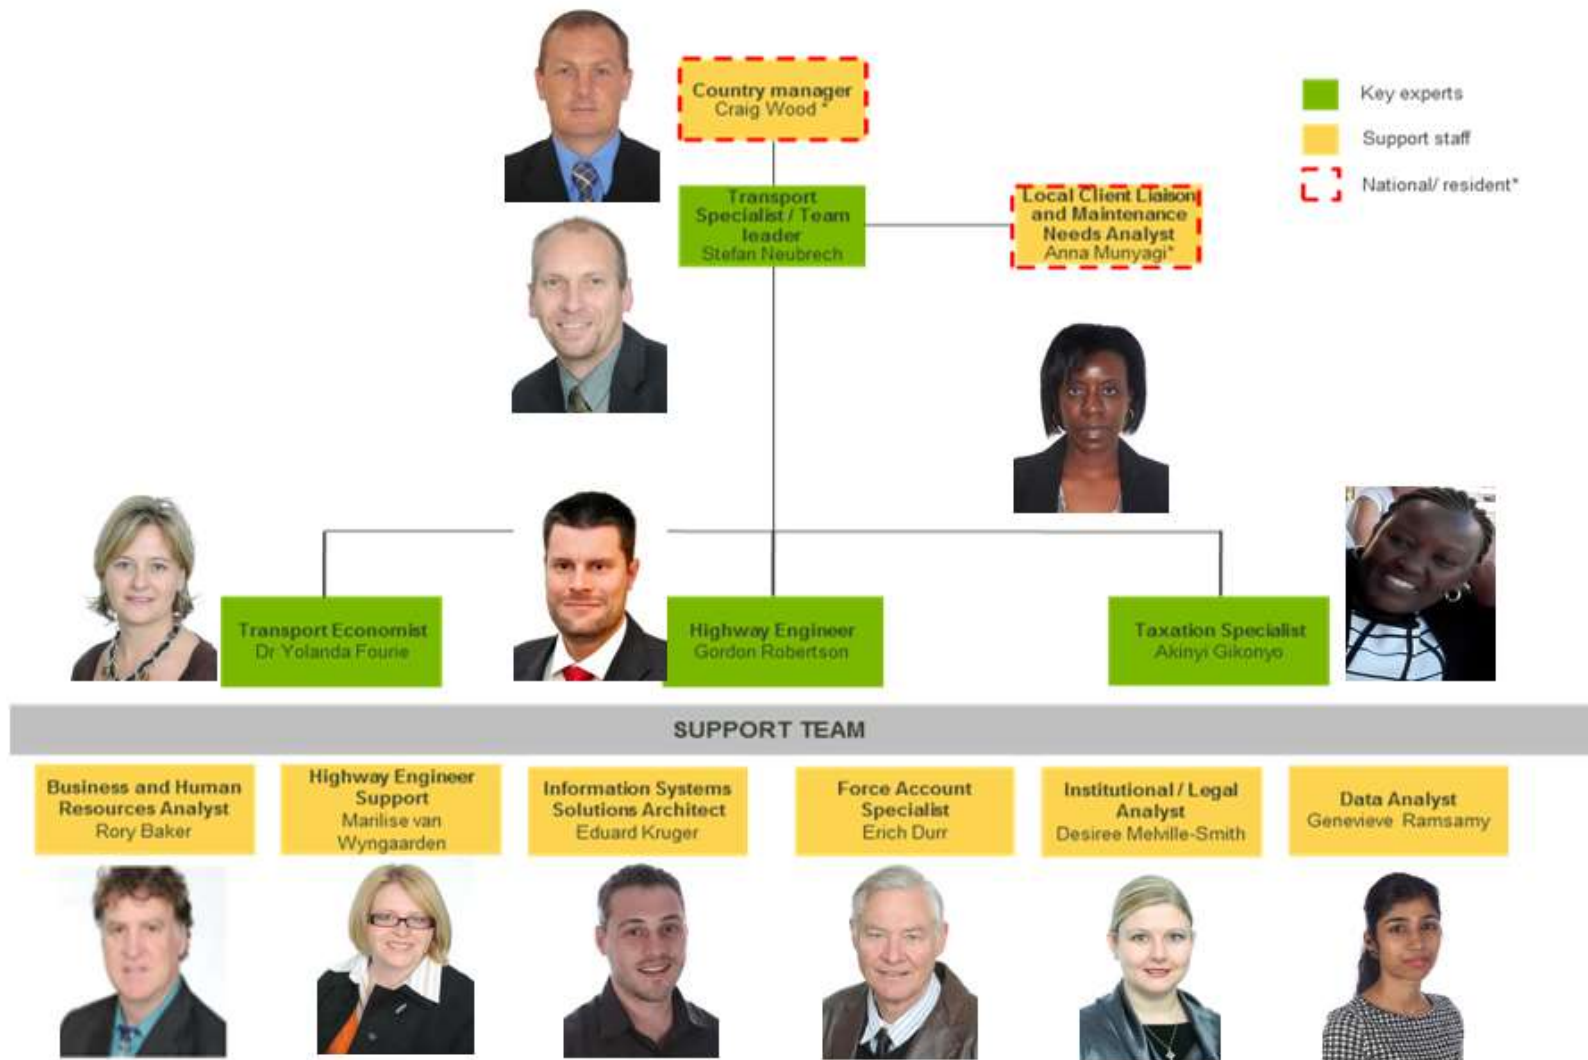 Country manager
Craig Wood *
Key experts
Support staff
National/ resident*
Transport
Specialist / Team
leader
Stefan Neubrech
Local Client Liaison
and Maintenance
Needs Analyst
Anna Munyagi*
Transport Economist
Dr Yolanda Fourie
Highway Engineer
Gordon Robertson
Taxation Specialist
Akinyi Gikonyo
SUPPORT TEAM
Business and Human
Resources Analyst
Rory Baker
Highway Engineer
Support
Marilise van
Wyngaarden
Information Systems
Solutions Architect
Eduard Kruger
Force Account
Specialist
Erich Durr
Institutional / Legal
Analyst
Desiree Melville-Smith
Data Analyst
Genevieve Ramsamy